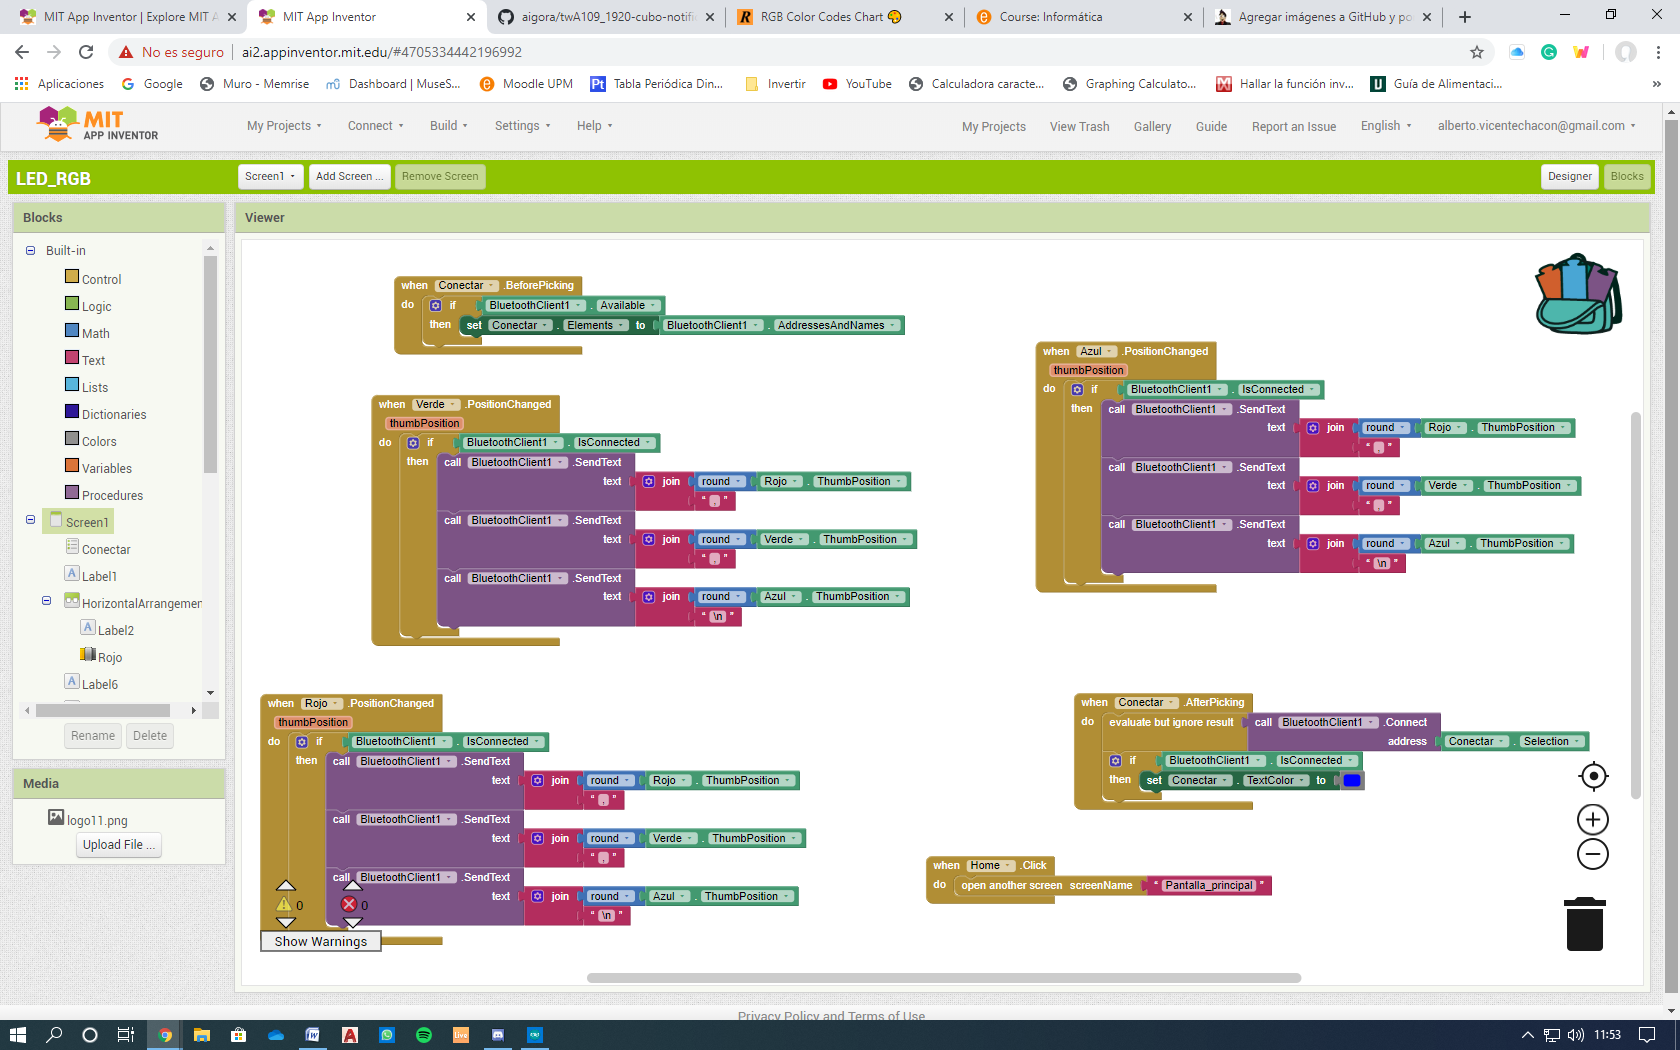 MIT App Inventor | Explore MIT A
MIT App Inventor
aigora/twA109_1920-cubo-notifi
RGB Color Codes Chart
Course: Informática
Agregar imágenes a GitHub y po
No es seguro | ai2.appinventor.mit.edu/#4705334442196992
Aplicaciones Google Muro - Memrise Dashboard | MuseS... Moodle UPM Tabla Periódica Din... Invertir YouTube Calculadora caracte... Graphing Calculato... Hallar la función inv... Guía de Alimentaci... »
MIT
APP INVENTOR
My Projects Connect Build Settings Help
My Projects View Trash Gallery Guide Report an Issue English alberto.vicentechacon@gmail.com
LED_RGB
Screen1 Add Screen ... Remove Screen
Designer Blocks
Blocks
Built-in
Control
Logic
Math
Text
Lists
Dictionaries
Colors
Variables
Procedures
Screen1
Conectar
Label1
HorizontalArrangemen
Label2
Rojo
Label6
Rename Delete
Media
logo11.png
Upload File ...
Viewer
when Conectar .BeforePicking
do if BluetoothClient1 . Available
then set Conectar . Elements to BluetoothClient1 . AddressesAndNames
when Verde .PositionChanged
thumbPosition
do if BluetoothClient1 . IsConnected
then call BluetoothClient1 .SendText
text join round Rojo . ThumbPosition
" , "
call BluetoothClient1 .SendText
text join round Verde . ThumbPosition
" , "
call BluetoothClient1 .SendText
text join round Azul . ThumbPosition
" \n "
when Azul .PositionChanged
thumbPosition
do if BluetoothClient1 . IsConnected
then call BluetoothClient1 .SendText
text join round Rojo . ThumbPosition
" , "
call BluetoothClient1 .SendText
text join round Verde . ThumbPosition
" , "
call BluetoothClient1 .SendText
text join round Azul . ThumbPosition
" \n "
when Rojo .PositionChanged
thumbPosition
do if BluetoothClient1 . IsConnected
then call BluetoothClient1 .SendText
text join round Rojo . ThumbPosition
" , "
call BluetoothClient1 .SendText
text join round Verde . ThumbPosition
" , "
call BluetoothClient1 .SendText
text join round Azul . ThumbPosition
" \n "
0 0
Show Warnings
when Conectar .AfterPicking
do evaluate but ignore result call BluetoothClient1 .Connect
address Conectar . Selection
if BluetoothClient1 . IsConnected
then set Conectar . TextColor to
when Home .Click
do open another screen screenName " Pantalla_principal "
Privacy Policy and Terms of Use
11:53